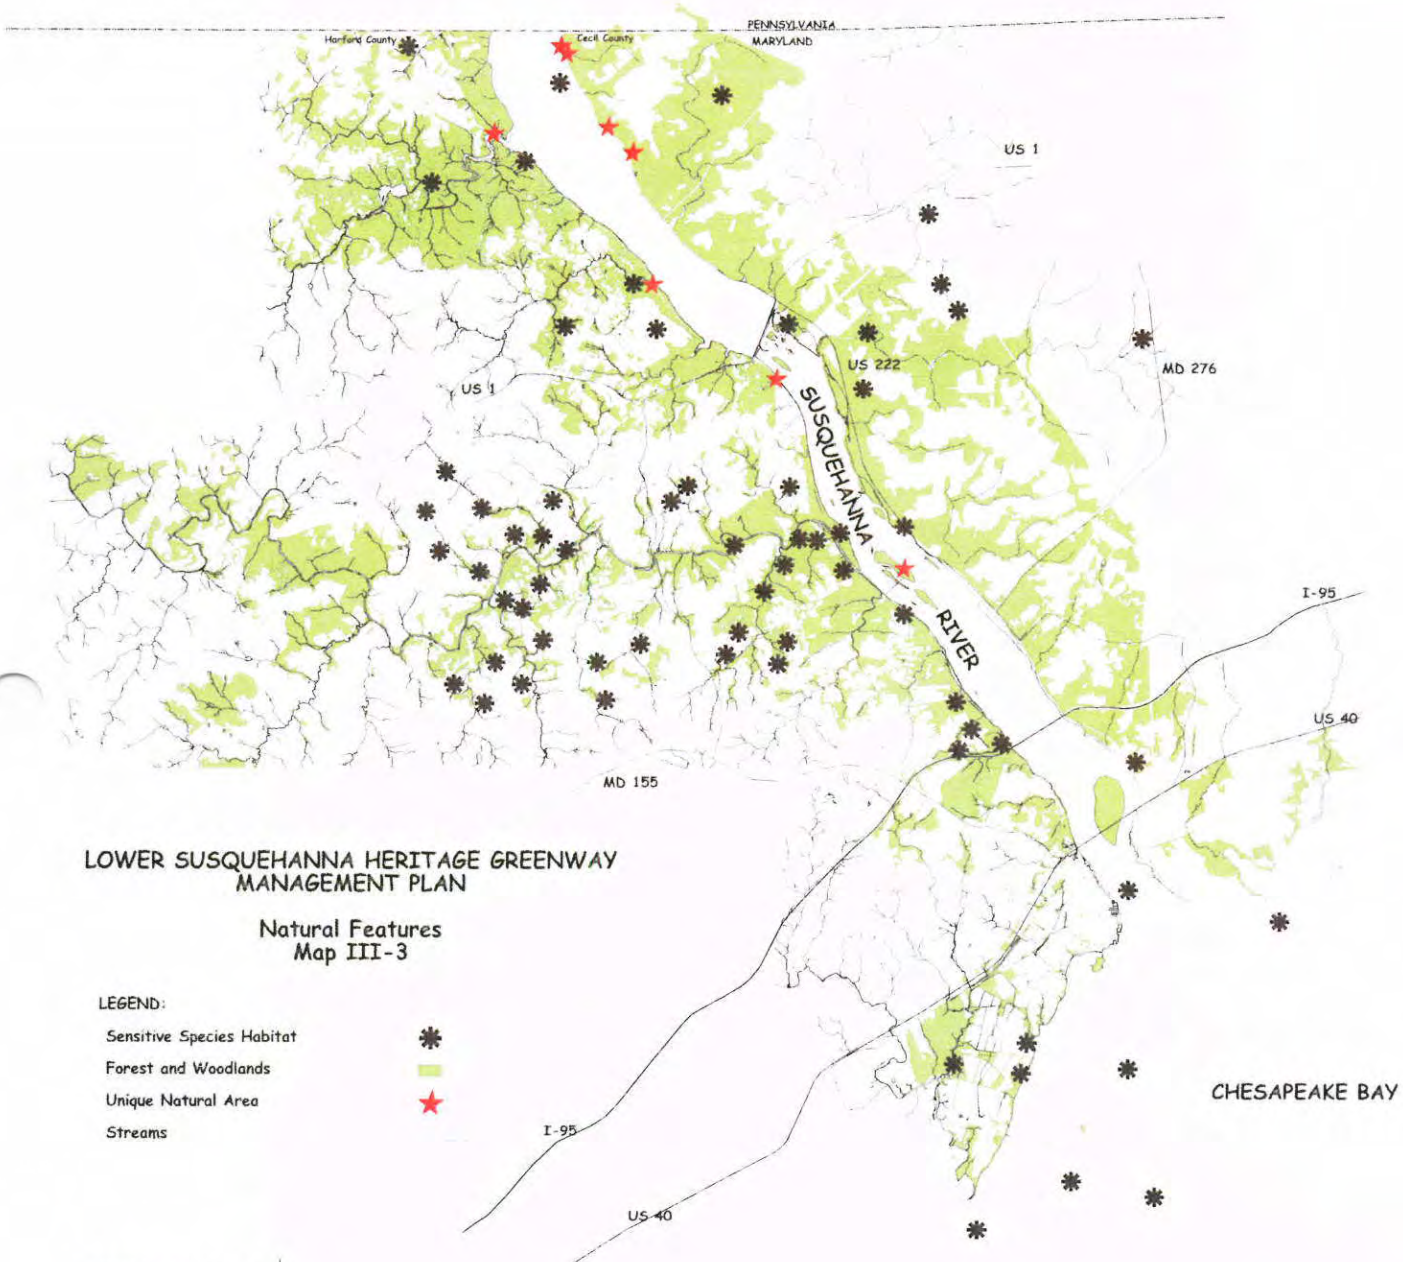 PENNSYLVANIA
MARYLAND
Harford County
Cecil County
US 1
US 222
MD 276
US 1
SUSQUEHANNA
RIVER
I-95
US 40
MD 155
LOWER SUSQUEHANNA HERITAGE GREENWAY
MANAGEMENT PLAN
Natural Features
Map III-3
LEGEND:
Sensitive Species Habitat
Forest and Woodlands
Unique Natural Area
Streams
CHESAPEAKE BAY
I-95
US 40